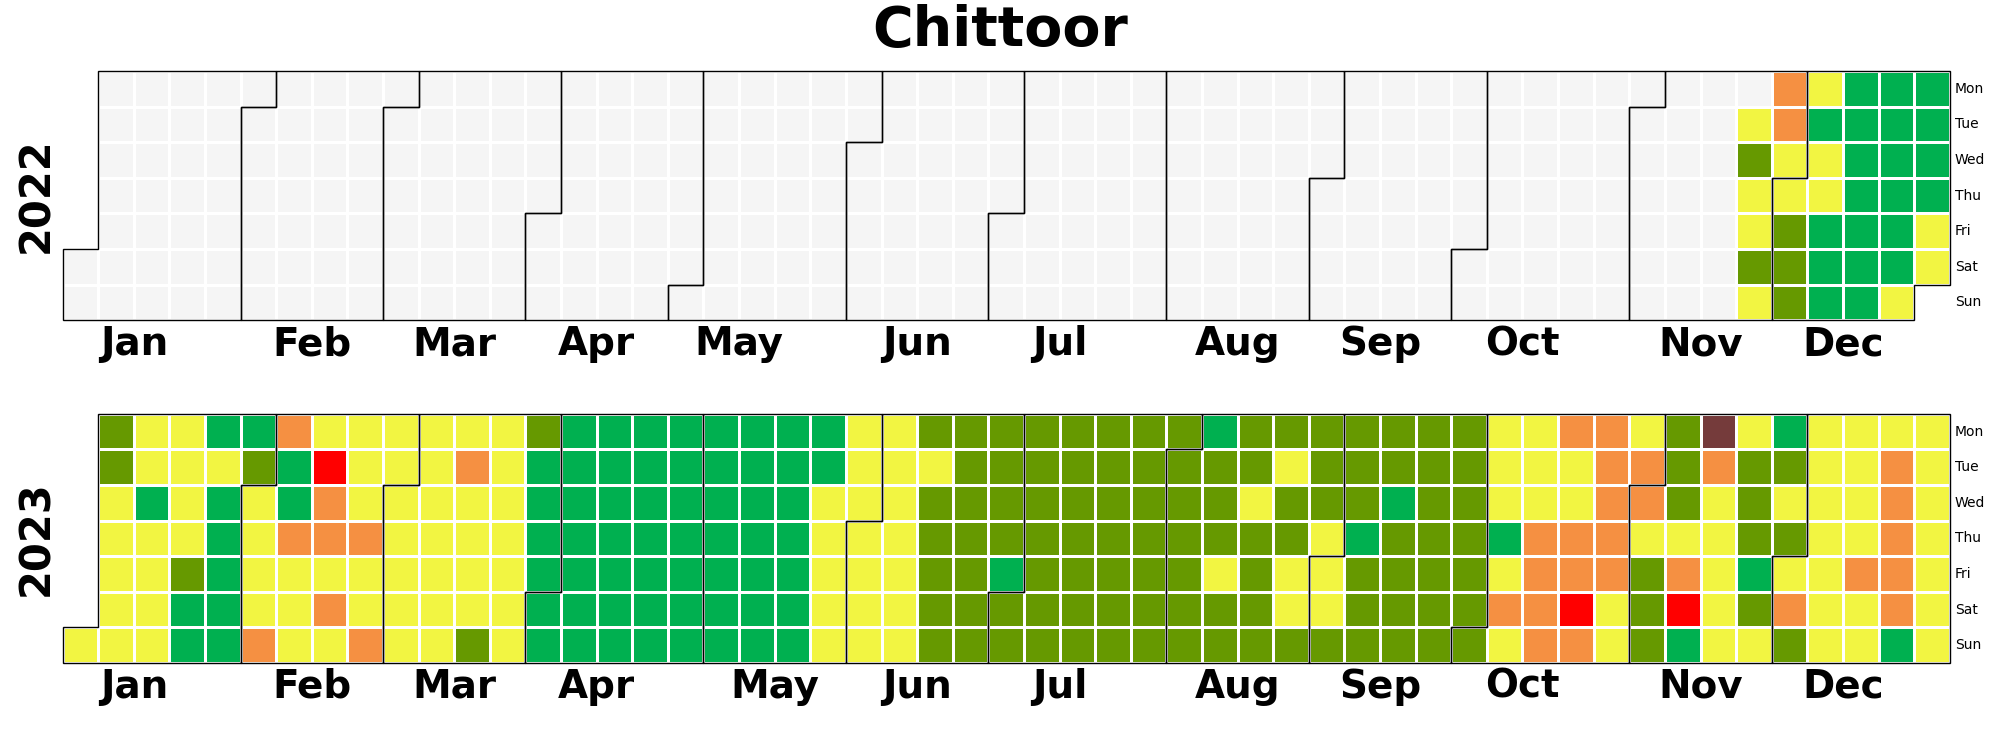 Chittoor
2022
Mon
Tue
Wed
Thu
Fri
Sat
Sun
Jan Feb Mar Apr May Jun Jul Aug Sep Oct Nov Dec
2023
Mon
Tue
Wed
Thu
Fri
Sat
Sun
Jan Feb Mar Apr May Jun Jul Aug Sep Oct Nov Dec